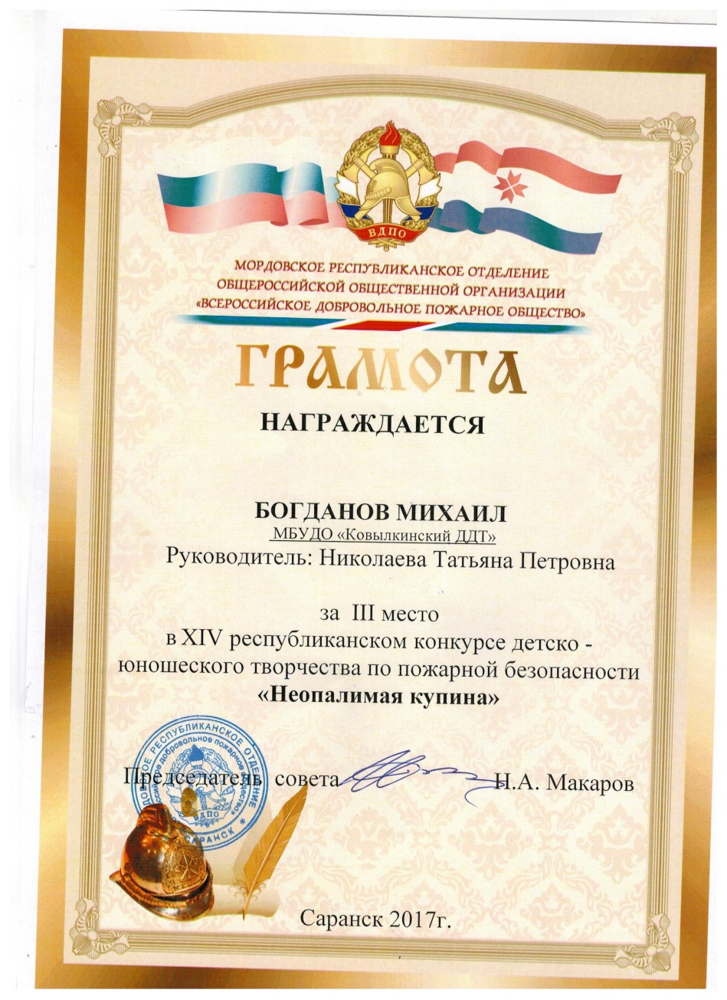 ВДПО
МОРДОВСКОЕ РЕСПУБЛИКАНСКОЕ ОТДЕЛЕНИЕ
ОБЩЕРОССИЙСКОЙ ОБЩЕСТВЕННОЙ ОРГАНИЗАЦИИ
«ВСЕРОССИЙСКОЕ ДОБРОВОЛЬНОЕ ПОЖАРНОЕ ОБЩЕСТВО»
ГРАМОТА
НАГРАЖДАЕТСЯ
БОГДАНОВ МИХАИЛ
МБУДО «Ковылкинский ДДТ»
Руководитель: Николаева Татьяна Петровна
за III место
в XIV республиканском конкурсе детско -
юношеского творчества по пожарной безопасности
«Неопалимая купина»
РЕСПУБЛИКАНСКОЕ ОТДЕЛЕНИЕ
добровольное пожарное общество»
ВДПО
САРАНСК
Председатель совета Н.А. Макаров
Саранск 2017г.